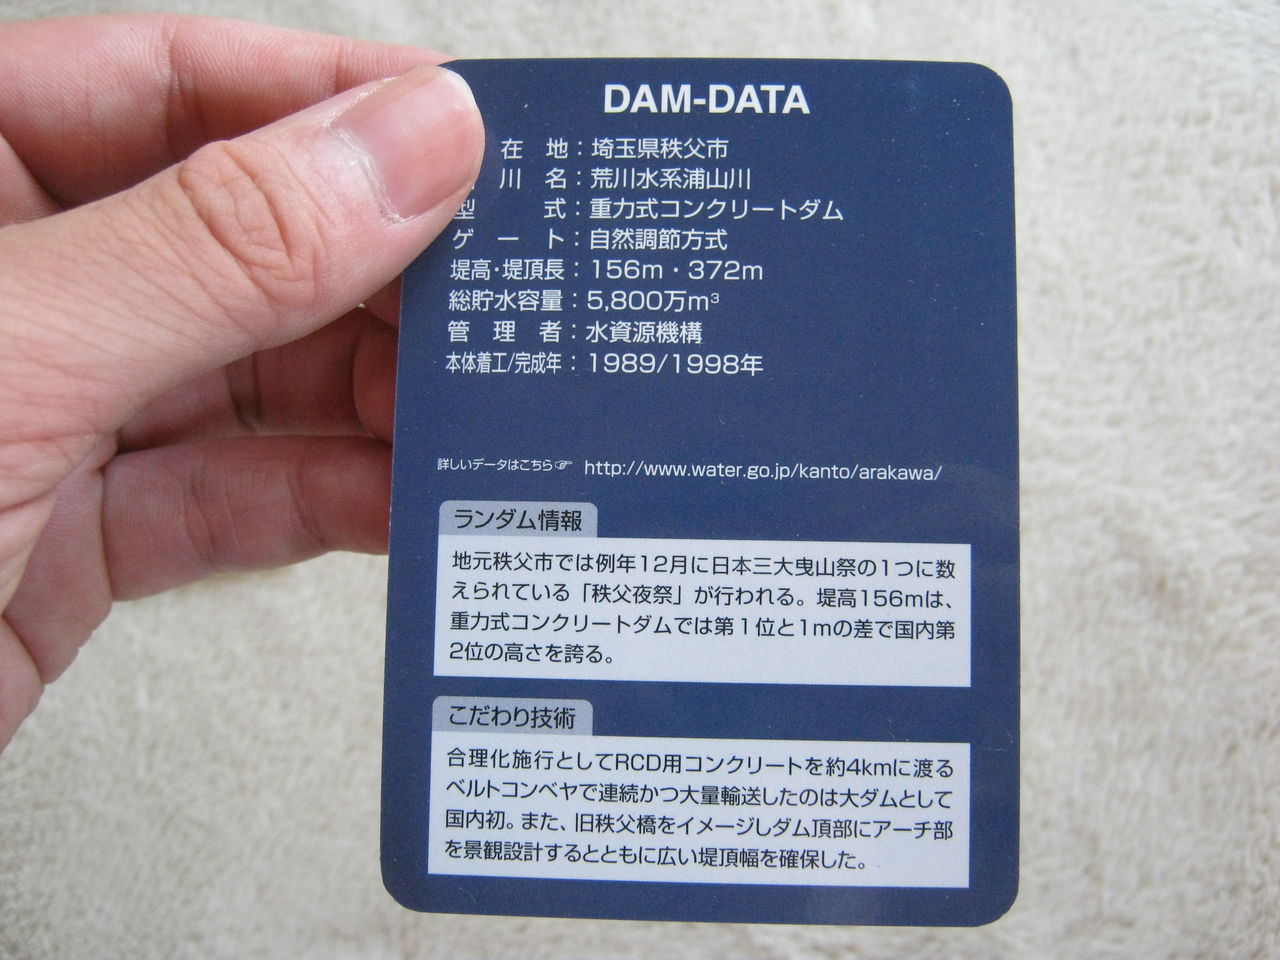 DAM-DATA
在 地：埼玉県秩父市
川 名：荒川水系浦山川
型 式：重力式コンクリートダム
ゲ ー ト：自然調節方式
堤高・堤頂長：156m・372m
総貯水容量：5,800万m³
管 理 者：水資源機構
本体着工/完成年：1989/1998年
詳しいデータはこちら☞ http://www.water.go.jp/kanto/arakawa/
ランダム情報
地元秩父市では例年12月に日本三大曳山祭の1つに数
えられている「秩父夜祭」が行われる。堤高156mは、
重力式コンクリートダムでは第1位と1mの差で国内第
2位の高さを誇る。
こだわり技術
合理化施行としてRCD用コンクリートを約4kmに渡る
ベルトコンベヤで連続かつ大量輸送したのは大ダムとして
国内初。また、旧秩父橋をイメージしダム頂部にアーチ部
を景観設計するとともに広い堤頂幅を確保した。